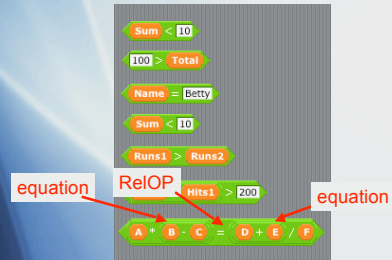 Sum < 10
100 > Total
Name = Betty
Sum < 10
Runs1 > Runs2
Hits1 > 200
equation RelOP equation
A * B - C = D + E / F